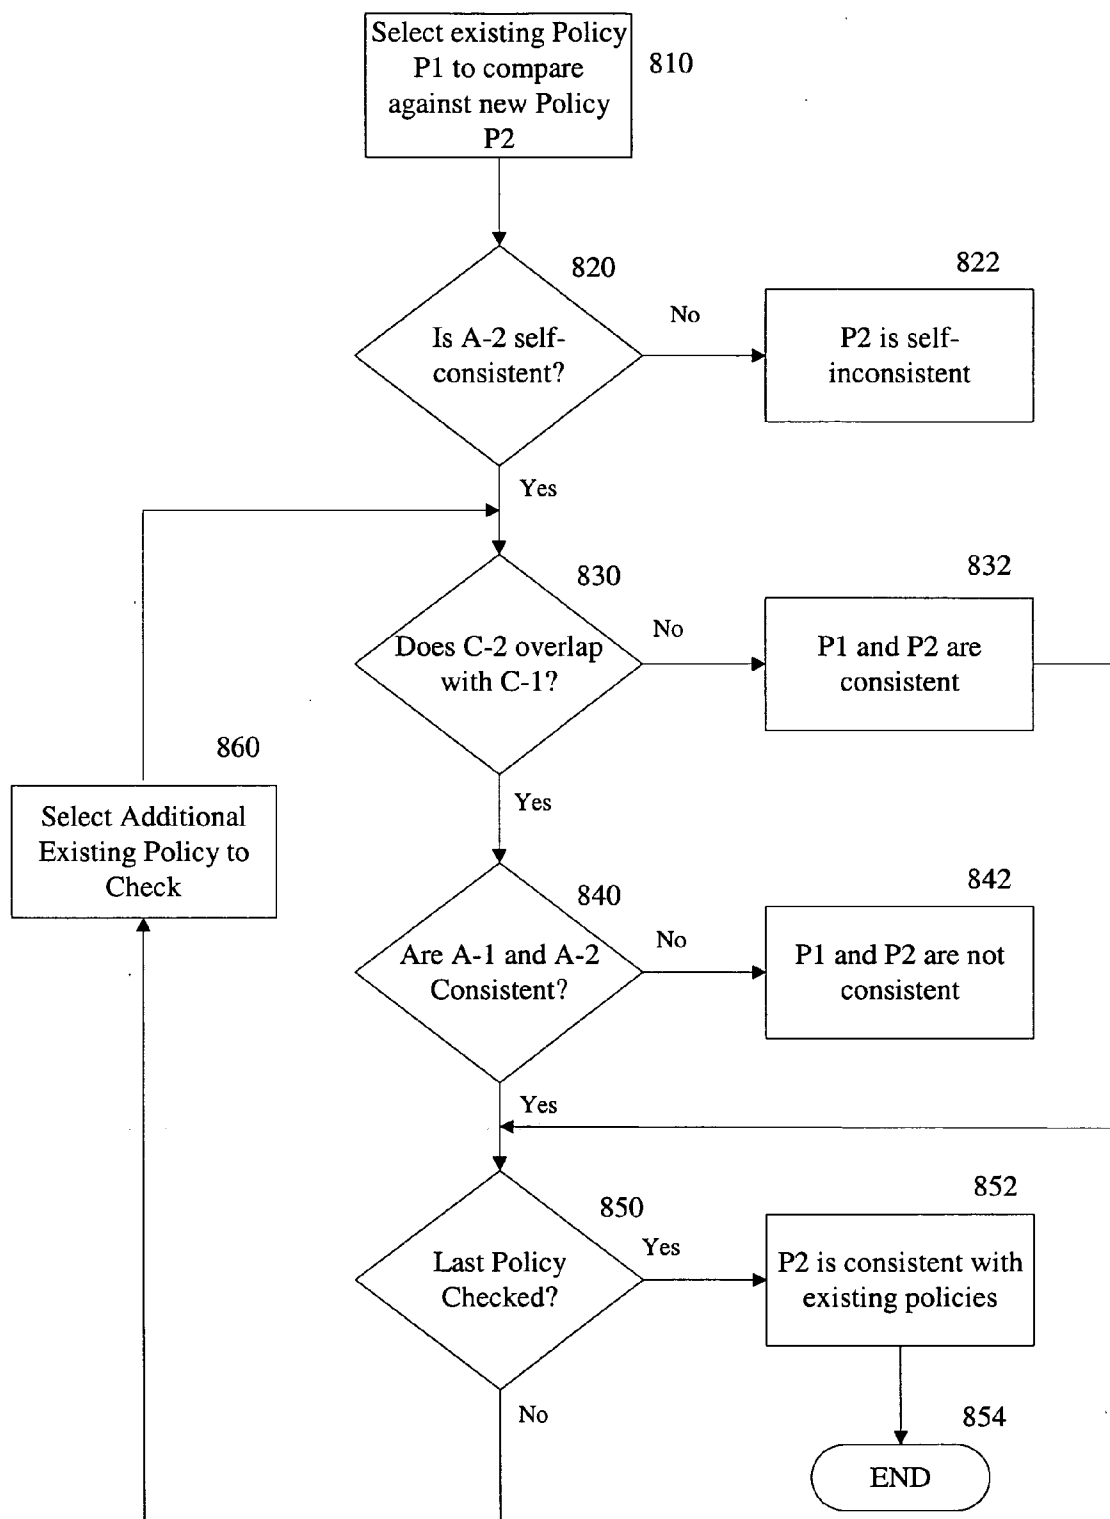 Select existing Policy
P1 to compare
against new Policy
P2
810
820
Is A-2 self-
consistent?
No
822
P2 is self-
inconsistent
Yes
830
Does C-2 overlap
with C-1?
No
832
P1 and P2 are
consistent
860
Select Additional
Existing Policy to
Check
Yes
840
Are A-1 and A-2
Consistent?
No
842
P1 and P2 are not
consistent
Yes
850
Last Policy
Checked?
Yes
852
P2 is consistent with
existing policies
No
854
END